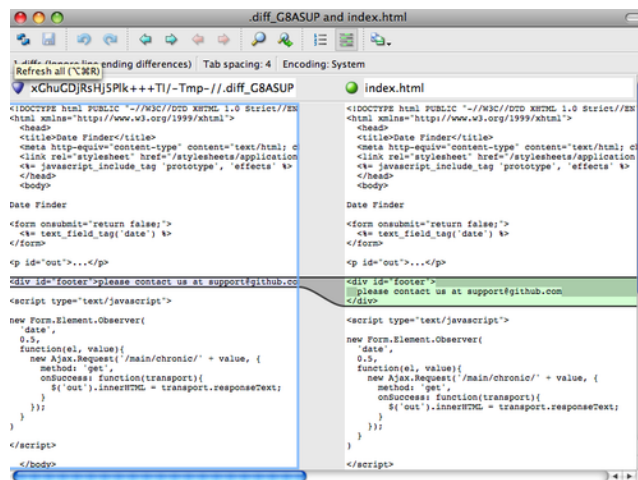 .diff_G8ASUP and index.html
1 diffs (Ignore line ending differences) Tab spacing: 4 Encoding: System
Refresh all (⌥⌘R)
xGhuGDjRsHj5Plk+++TI/-Tmp-//.diff_G8ASUP
<!DOCTYPE html PUBLIC "-//W3C//DTD XHTML 1.0 Strict//EN
<html xmlns="http://www.w3.org/1999/xhtml">
<head>
<title>Date Finder</title>
<meta http-equiv="content-type" content="text/html; c
<link rel="stylesheet" href="/stylesheets/application
<%= javascript_include_tag 'prototype', 'effects' %>
</head>
<body>
Date Finder
<form onsubmit="return false;">
<%= text_field_tag('date') %>
</form>
<p id="out">...</p>
<div id="footer">please contact us at support@github.co
<script type="text/javascript">
new Form.Element.Observer(
'date',
0.5,
function(el, value){
new Ajax.Request('/main/chronic/' + value, {
method: 'get',
onSuccess: function(transport){
$('out').innerHTML = transport.responseText;
}
});
}
)
</script>
</body>
index.html
<!DOCTYPE html PUBLIC "-//W3C//DTD XHTML 1.0 Strict//EN
<html xmlns="http://www.w3.org/1999/xhtml">
<head>
<title>Date Finder</title>
<meta http-equiv="content-type" content="text/html; c
<link rel="stylesheet" href="/stylesheets/application
<%= javascript_include_tag 'prototype', 'effects' %>
</head>
<body>
Date Finder
<form onsubmit="return false;">
<%= text_field_tag('date') %>
</form>
<p id="out">...</p>
<div id="footer">
please contact us at support@github.com
</div>
<script type="text/javascript">
new Form.Element.Observer(
'date',
0.5,
function(el, value){
new Ajax.Request('/main/chronic/' + value, {
method: 'get',
onSuccess: function(transport){
$('out').innerHTML = transport.responseText;
}
});
}
)
</script>